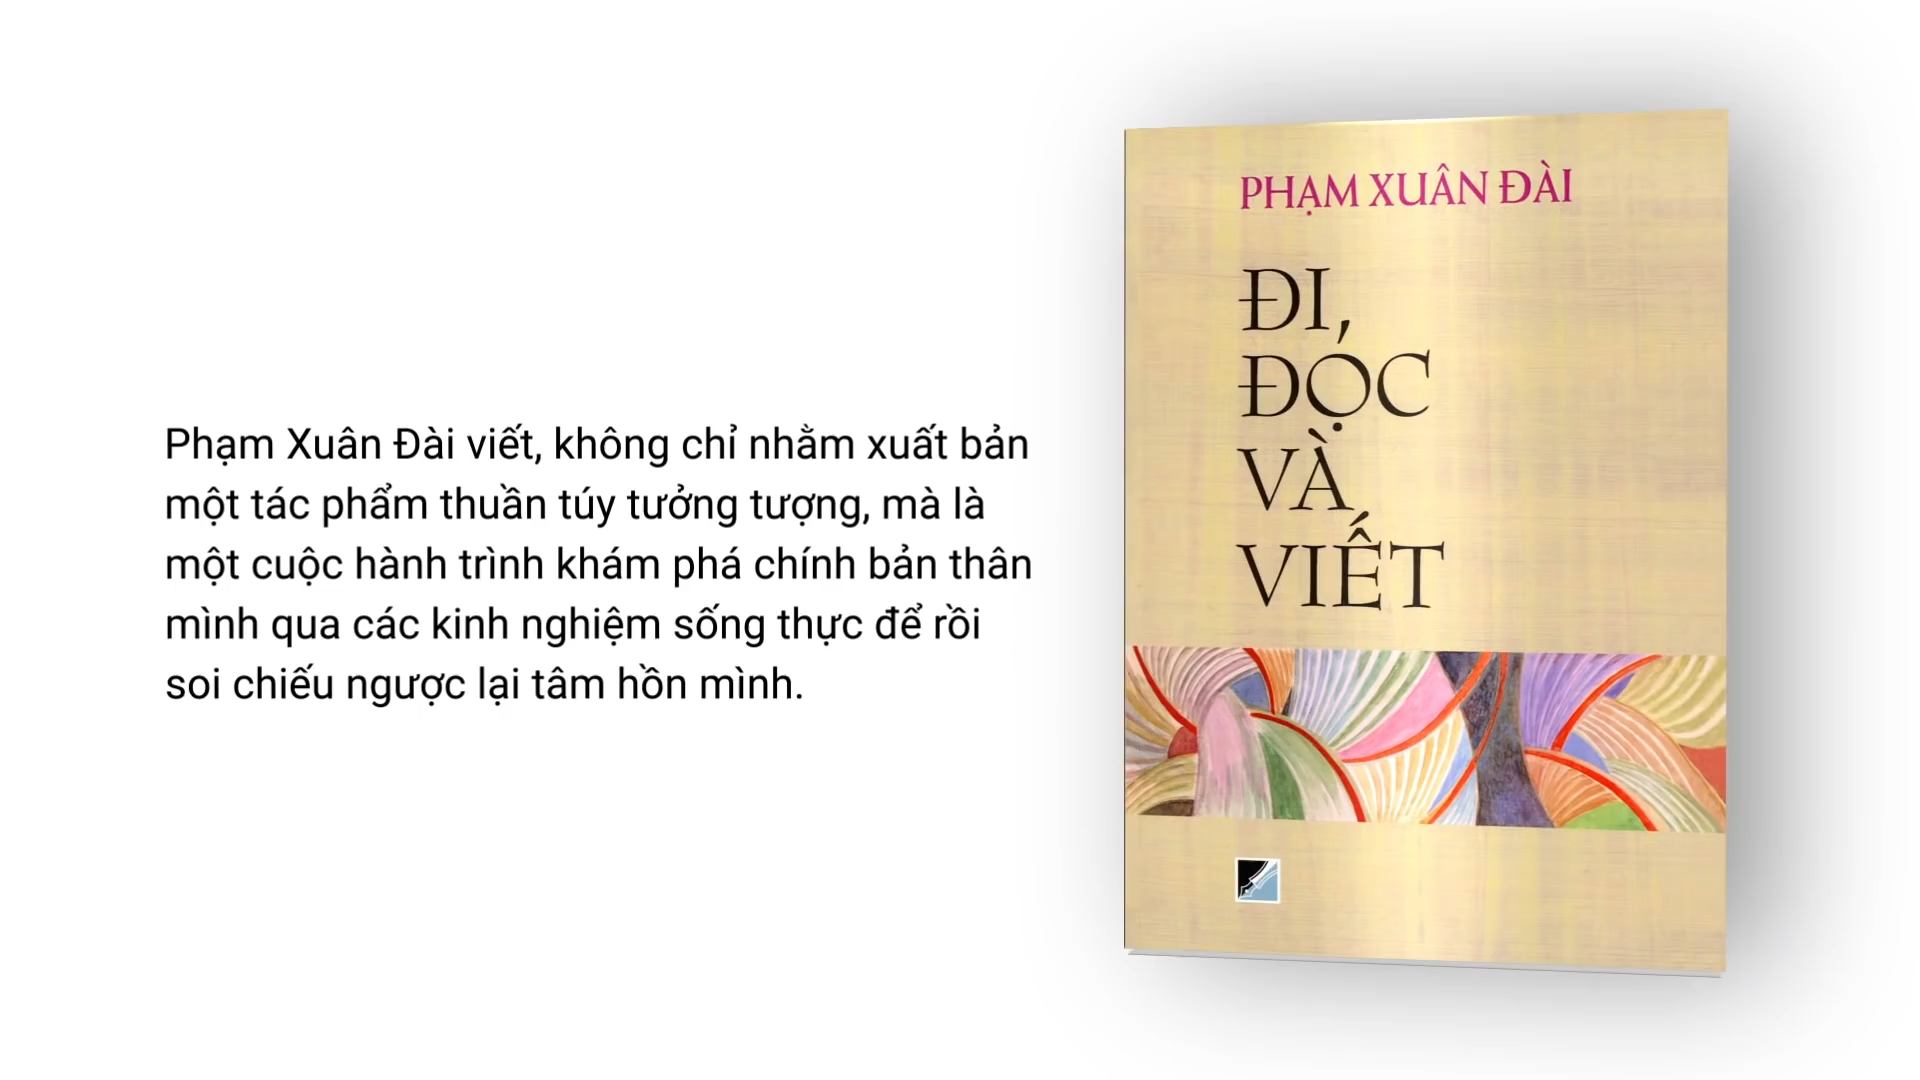 Phạm Xuân Đài viết, không chỉ nhằm xuất bản
một tác phẩm thuần túy tưởng tượng, mà là
một cuộc hành trình khám phá chính bản thân
mình qua các kinh nghiệm sống thực để rồi
soi chiếu ngược lại tâm hồn mình.
PHẠM XUÂN ĐÀI
ĐI,
ĐỌC
VÀ
VIẾT